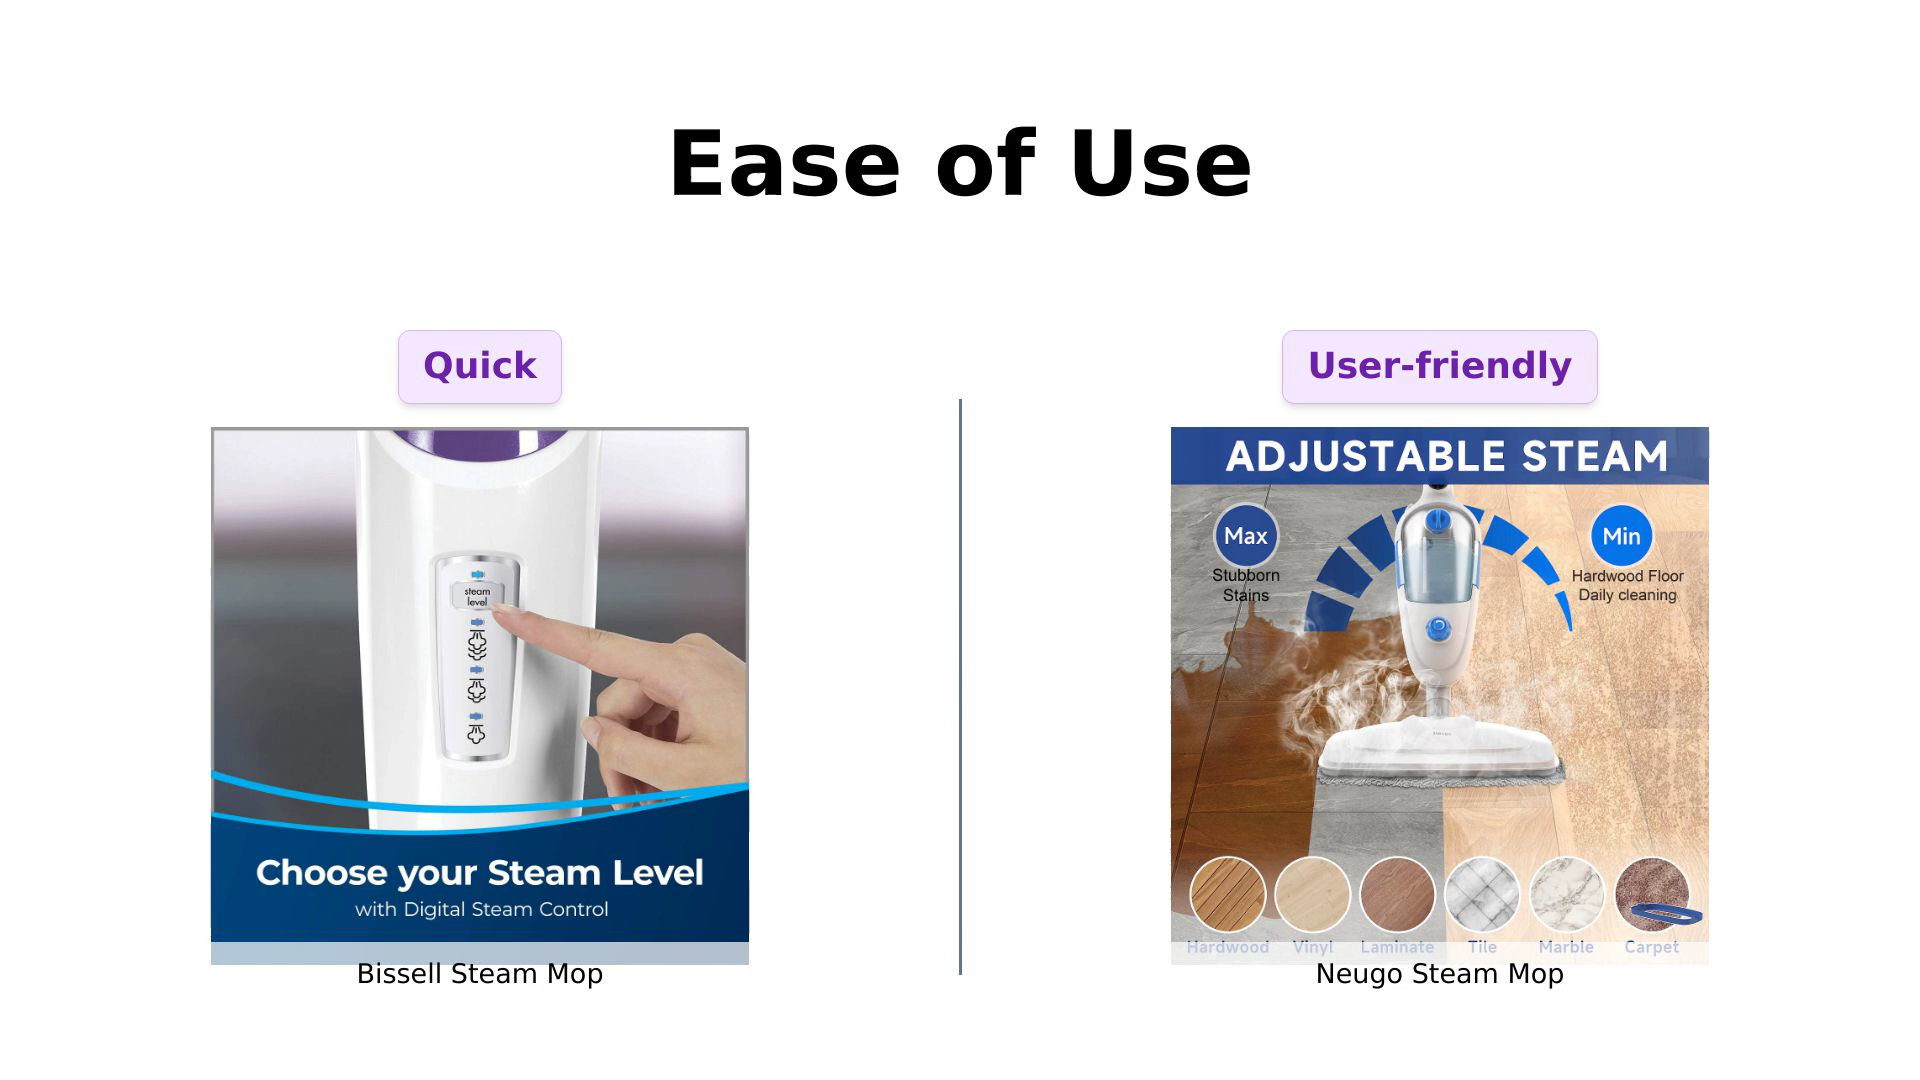 Ease of Use
Quick
steam
level
Choose your Steam Level
with Digital Steam Control
Bissell Steam Mop
User-friendly
ADJUSTABLE STEAM
Max
Stubborn
Stains
Min
Hardwood Floor
Daily cleaning
Hardwood Vinyl Laminate Tile Marble Carpet
Neugo Steam Mop